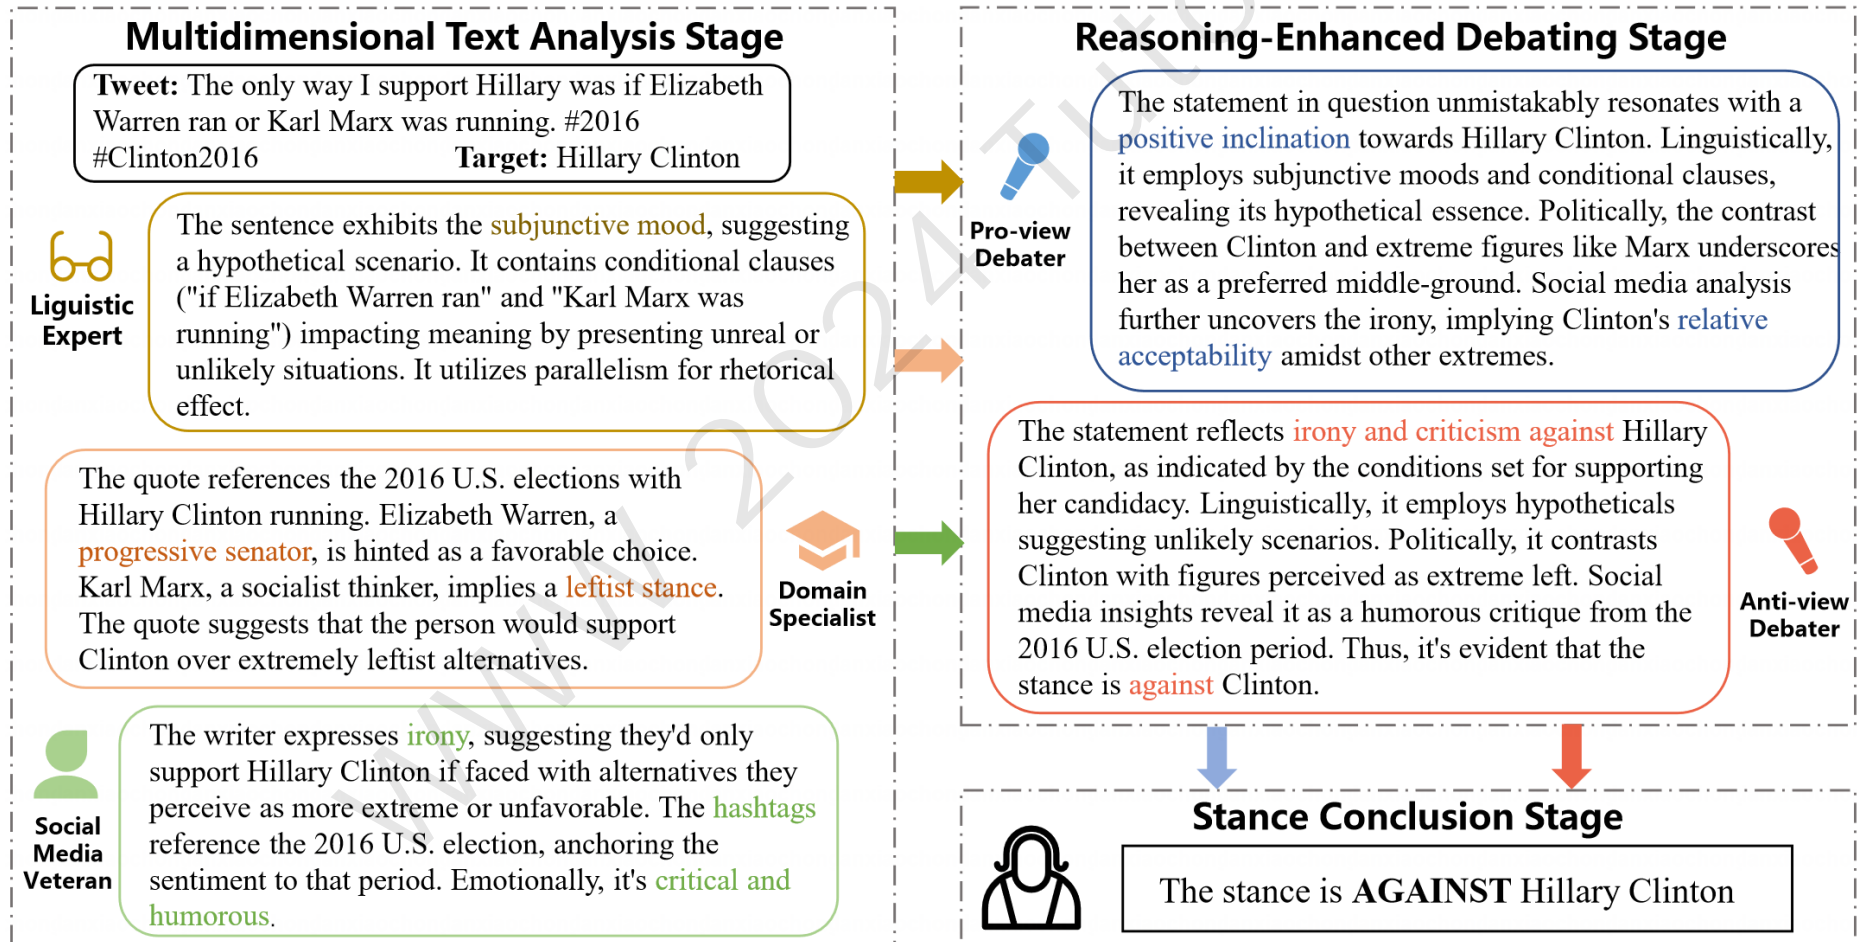 Multidimensional Text Analysis Stage
Tweet: The only way I support Hillary was if Elizabeth
Warren ran or Karl Marx was running. #2016
#Clinton2016 Target: Hillary Clinton
Liguistic
Expert
The sentence exhibits the subjunctive mood, suggesting
a hypothetical scenario. It contains conditional clauses
("if Elizabeth Warren ran" and "Karl Marx was
running") impacting meaning by presenting unreal or
unlikely situations. It utilizes parallelism for rhetorical
effect.
The quote references the 2016 U.S. elections with
Hillary Clinton running. Elizabeth Warren, a
progressive senator, is hinted as a favorable choice.
Karl Marx, a socialist thinker, implies a leftist stance.
The quote suggests that the person would support
Clinton over extremely leftist alternatives.
Domain
Specialist
Social
Media
Veteran
The writer expresses irony, suggesting they'd only
support Hillary Clinton if faced with alternatives they
perceive as more extreme or unfavorable. The hashtags
reference the 2016 U.S. election, anchoring the
sentiment to that period. Emotionally, it's critical and
humorous.
Reasoning-Enhanced Debating Stage
Pro-view
Debater
The statement in question unmistakably resonates with a
positive inclination towards Hillary Clinton. Linguistically,
it employs subjunctive moods and conditional clauses,
revealing its hypothetical essence. Politically, the contrast
between Clinton and extreme figures like Marx underscores
her as a preferred middle-ground. Social media analysis
further uncovers the irony, implying Clinton's relative
acceptability amidst other extremes.
The statement reflects irony and criticism against Hillary
Clinton, as indicated by the conditions set for supporting
her candidacy. Linguistically, it employs hypotheticals
suggesting unlikely scenarios. Politically, it contrasts
Clinton with figures perceived as extreme left. Social
media insights reveal it as a humorous critique from the
2016 U.S. election period. Thus, it's evident that the
stance is against Clinton.
Anti-view
Debater
Stance Conclusion Stage
The stance is AGAINST Hillary Clinton
WWW 2024 Tuto